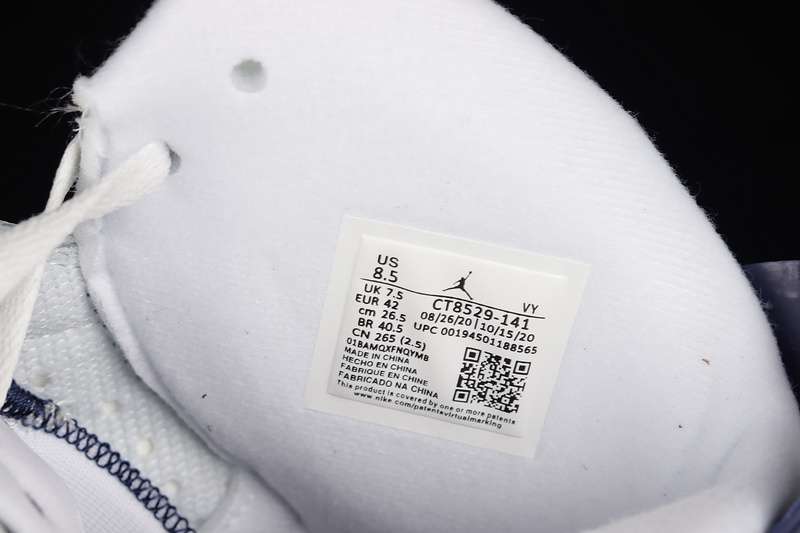 US
8.5
UK 7.5
EUR 42
cm 26.5
BR 40.5
CN 265 (2.5)
VY
CT8529-141
08/26/20 10/15/20
UPC 00194501188565
01BAMQXFNQYMB
MADE IN CHINA
HECHO EN CHINA
FABRIQUE EN CHINE
FABRICADO NA CHINA
This product is covered by one or more patents
www.nike.com/patentsvirtualmarking